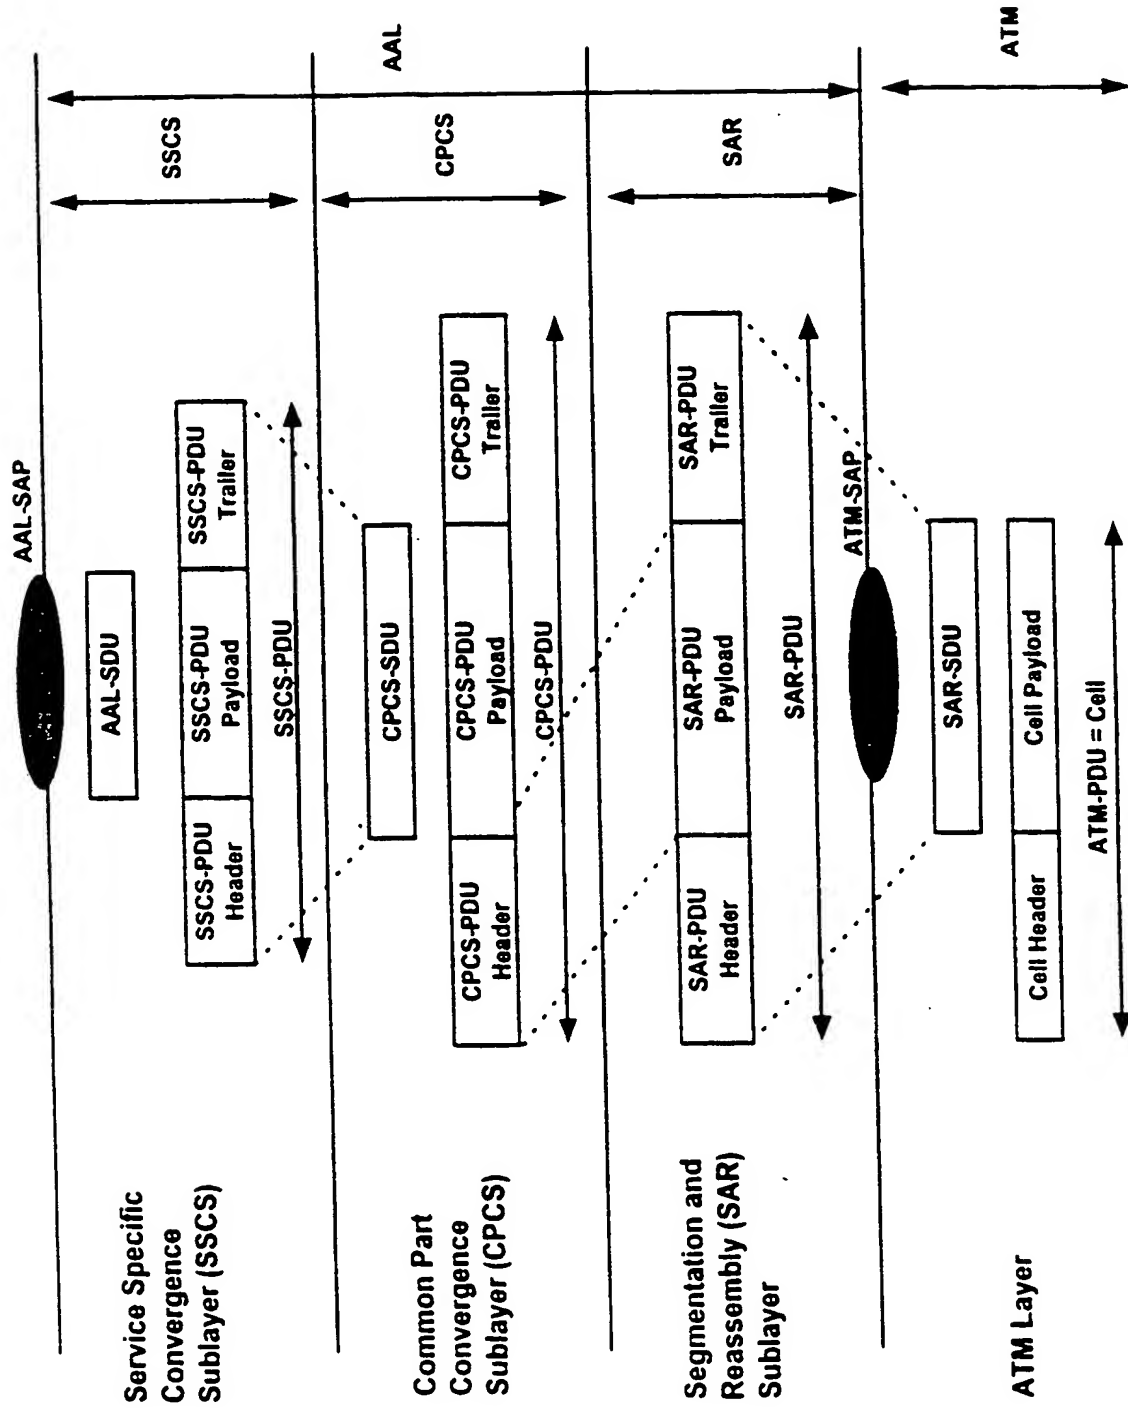 AAL-SAP
Service Specific
Convergence
Sublayer (SSCS)
AAL-SDU
SSCS-PDU
Header
SSCS-PDU
Payload
SSCS-PDU
Trailer
SSCS-PDU
SSCS
AAL
Common Part
Convergence
Sublayer (CPCS)
CPCS-SDU
CPCS-PDU
Header
CPCS-PDU
Payload
CPCS-PDU
Trailer
CPCS-PDU
CPCS
Segmentation and
Reassembly (SAR)
Sublayer
SAR-PDU
Header
SAR-PDU
Payload
SAR-PDU
Trailer
SAR-PDU
SAR
ATM-SAP
ATM Layer
SAR-SDU
Cell Header
Cell Payload
ATM-PDU = Cell
ATM